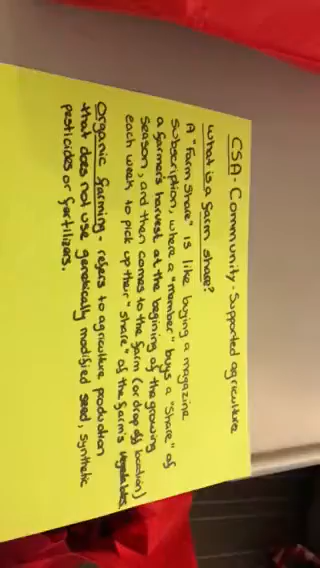 CSA - Community - Supported agriculture
What is a farm share?
A "Farm Share" is like bying a magazine
subscription, where a "member" buys a "Share" of
a farmers harvest at the begining of the growing
season, and then comes to the farm (or drop off location)
each week to pick up their "share" of the farm's vegetables.
Organic farming - refers to agriculture production
that does not use genetically modified seed, synthetic
pesticides or fertilizers.